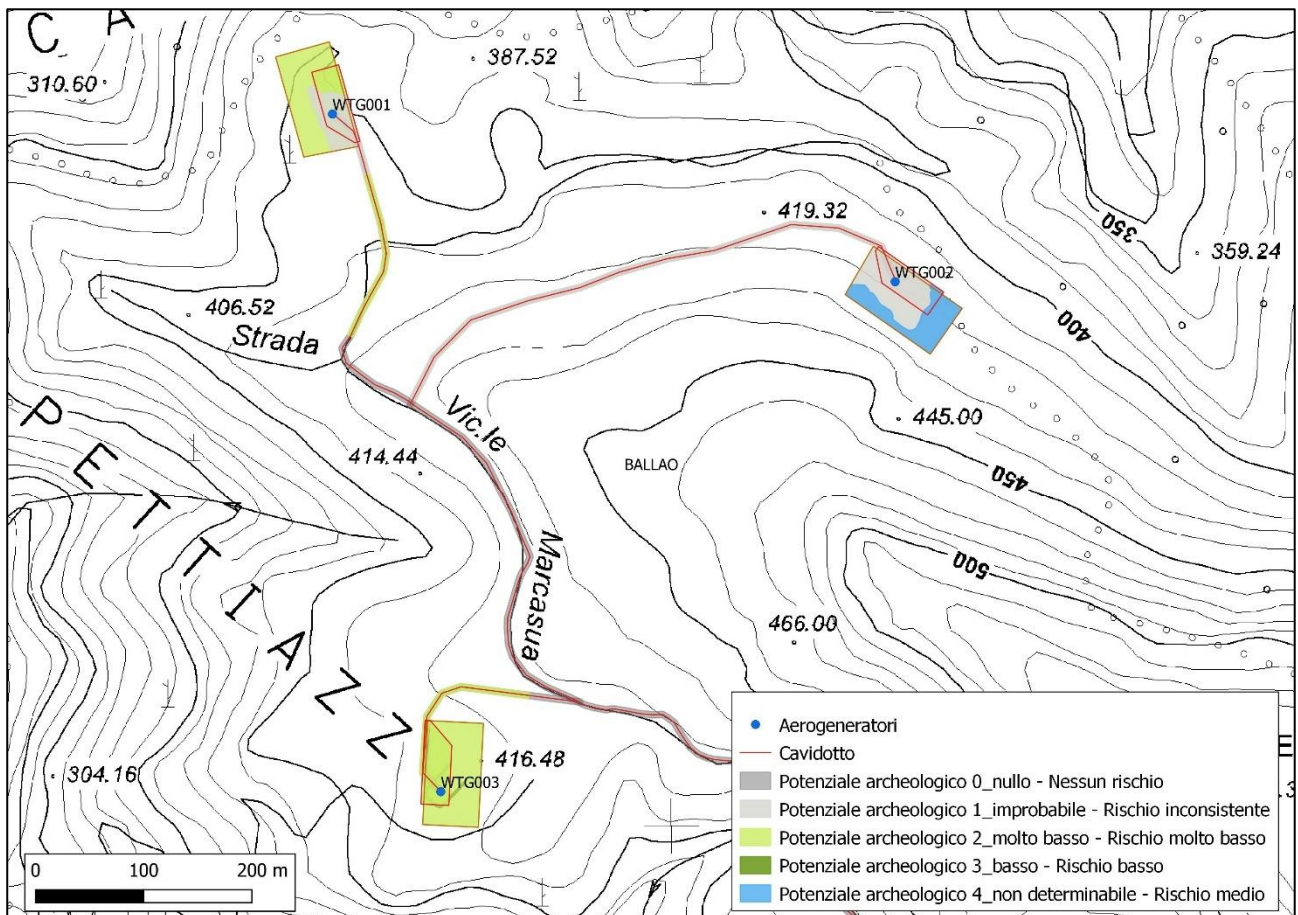 C A
387.52
310.60
WTG001
419.32
350
359.24
WTG002
406.52
Strada
400
Vic.le
445.00
414.44
BALLAO
450
PETTIAZZ
Marcasua
500
466.00
416.48
304.16
WTG003
E
Aerogeneratori
Cavidotto
Potenziale archeologico 0_nullo - Nessun rischio
Potenziale archeologico 1_improbabile - Rischio inconsistente
Potenziale archeologico 2_molto basso - Rischio molto basso
Potenziale archeologico 3_basso - Rischio basso
Potenziale archeologico 4_non determinabile - Rischio medio
0 100 200 m